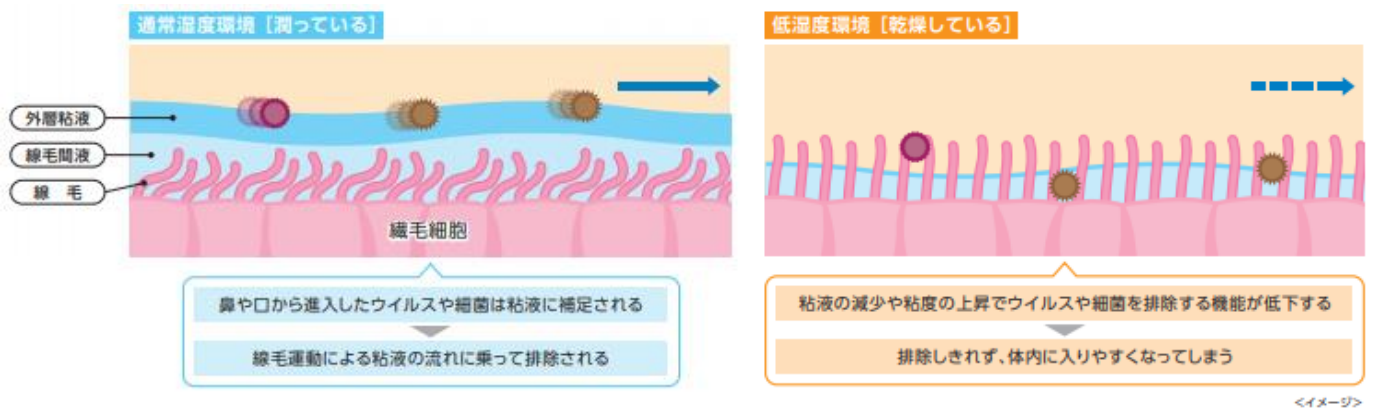 通常湿度環境［潤っている］
外層粘液
線毛間液
線 毛
繊毛細胞
鼻や口から進入したウイルスや細菌は粘液に補足される
線毛運動による粘液の流れに乗って排除される
低湿度環境［乾燥している］
粘液の減少や粘度の上昇でウイルスや細菌を排除する機能が低下する
排除しきれず、体内に入りやすくなってしまう
<イメージ>